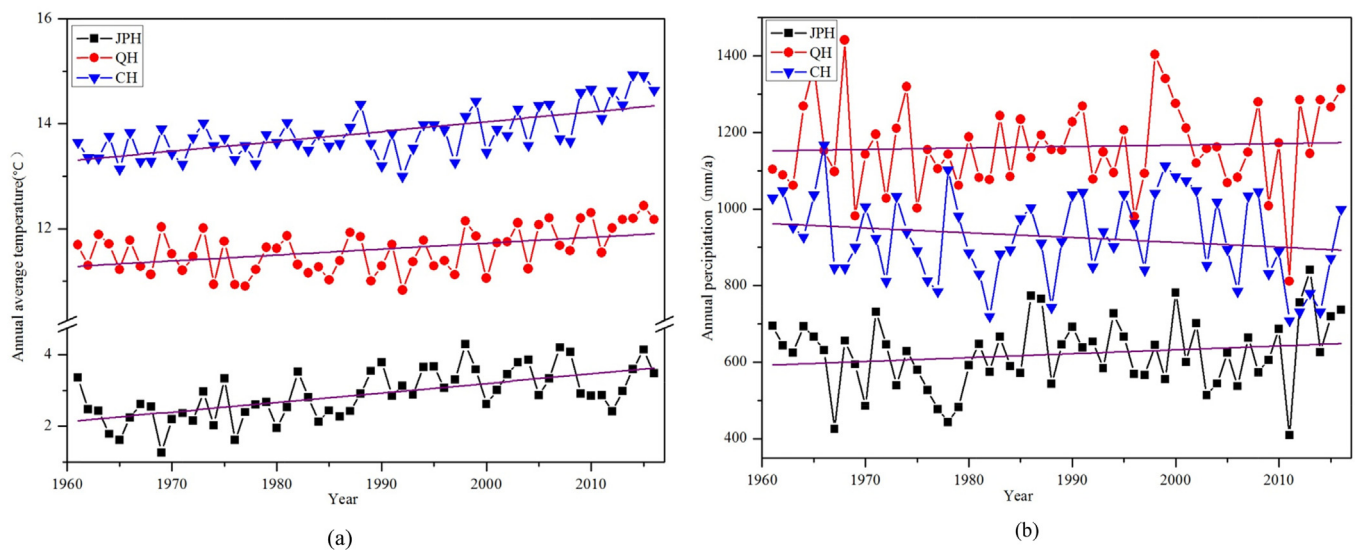 16
14
12
4
2
Annual average temperature(°C)
JPH
QH
CH
1960
1970
1980
1990
2000
2010
Year
(a)
1400
1200
1000
800
600
400
Annual percipitation (mm/a)
JPH
QH
CH
1960
1970
1980
1990
2000
2010
Year
(b)